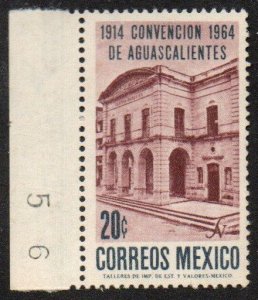 1914 CONVENCION 1964
DE AGUASCALIENTES
20¢
CORREOS MEXICO
TALLERES DE IMP. DE EST. Y VALORES-MEXICO.
5 6